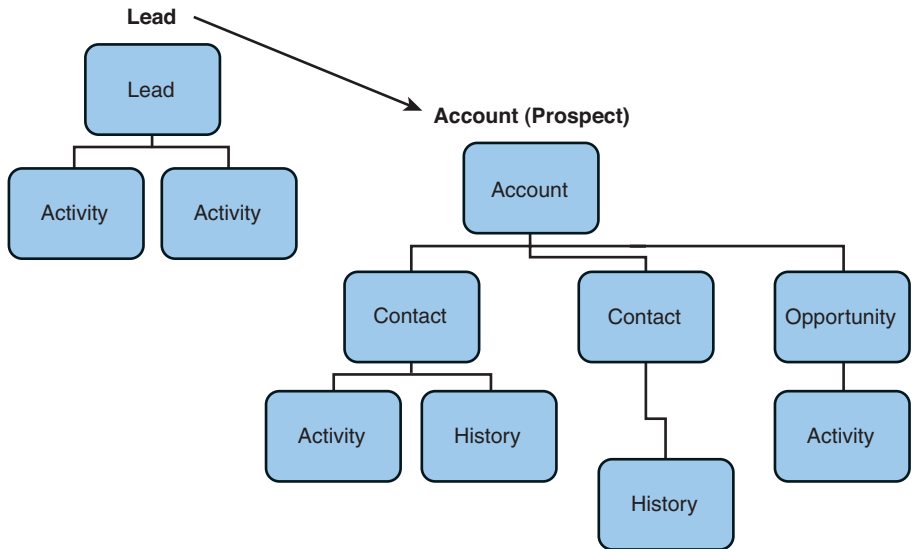 Lead
Lead
Activity
Activity
Account (Prospect)
Account
Contact
Contact
Opportunity
Activity
History
Activity
History